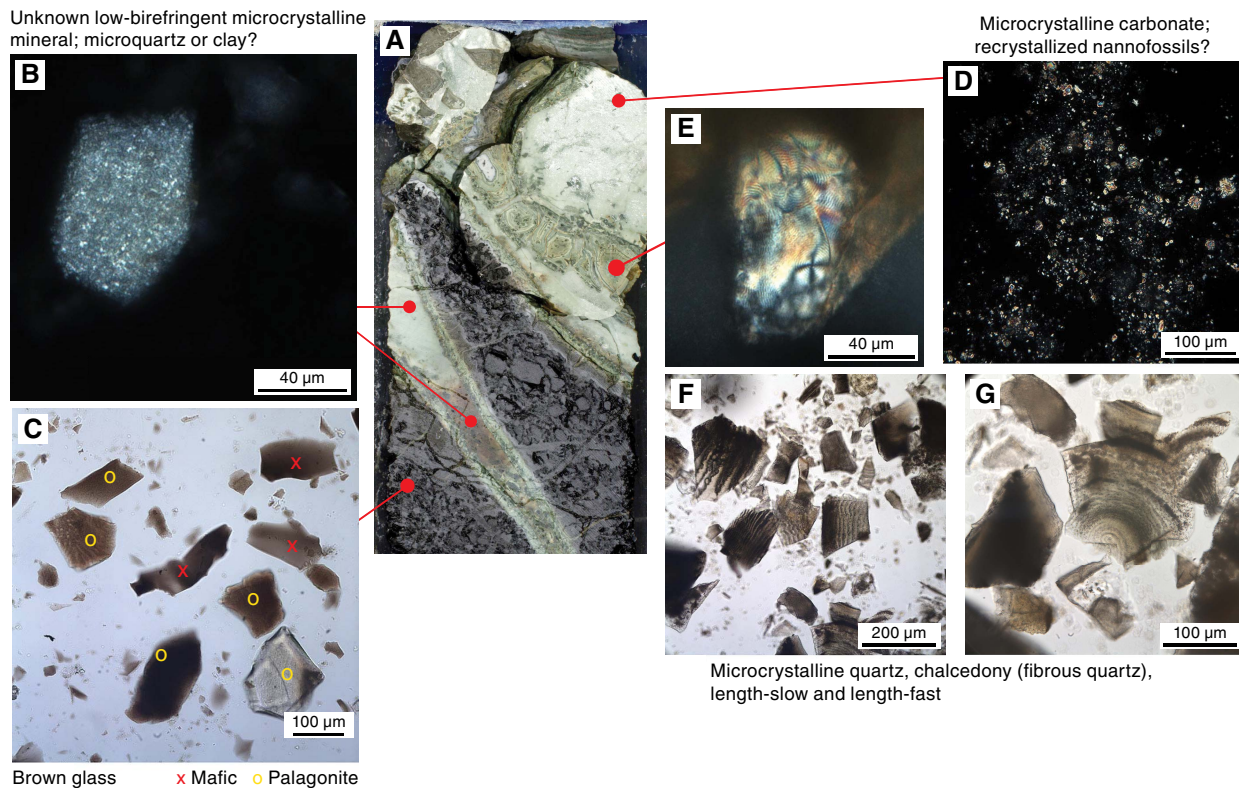 Unknown low-birefringent microcrystalline
mineral; microquartz or clay?
Microcrystalline carbonate;
recrystallized nannofossils?
A
B
40 µm
D
100 µm
E
40 µm
C
o
x
o
x
x
o
o
o
100 µm
F
200 µm
G
100 µm
Microcrystalline quartz, chalcedony (fibrous quartz),
length-slow and length-fast
Brown glass x Mafic o Palagonite